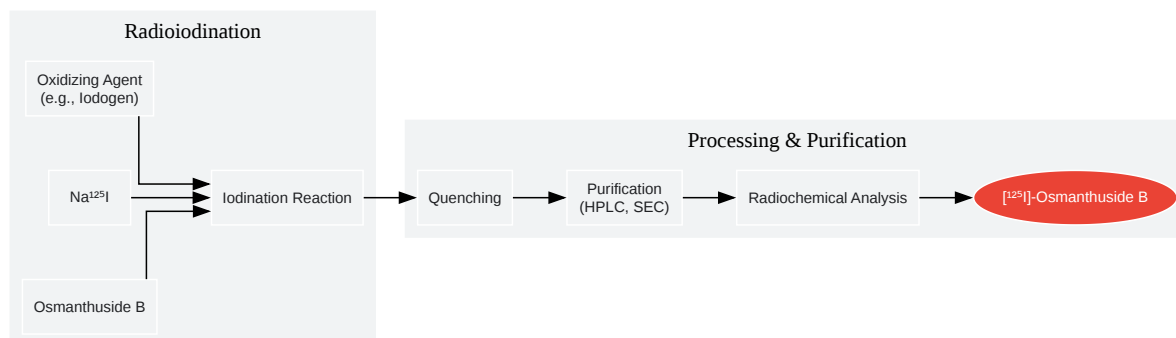 Radioiodination
Oxidizing Agent
(e.g., Iodogen)
Na¹²⁵I
Osmanthuside B
Iodination Reaction
Processing & Purification
Quenching
Purification
(HPLC, SEC)
Radiochemical Analysis
[¹²⁵I]-Osmanthuside B